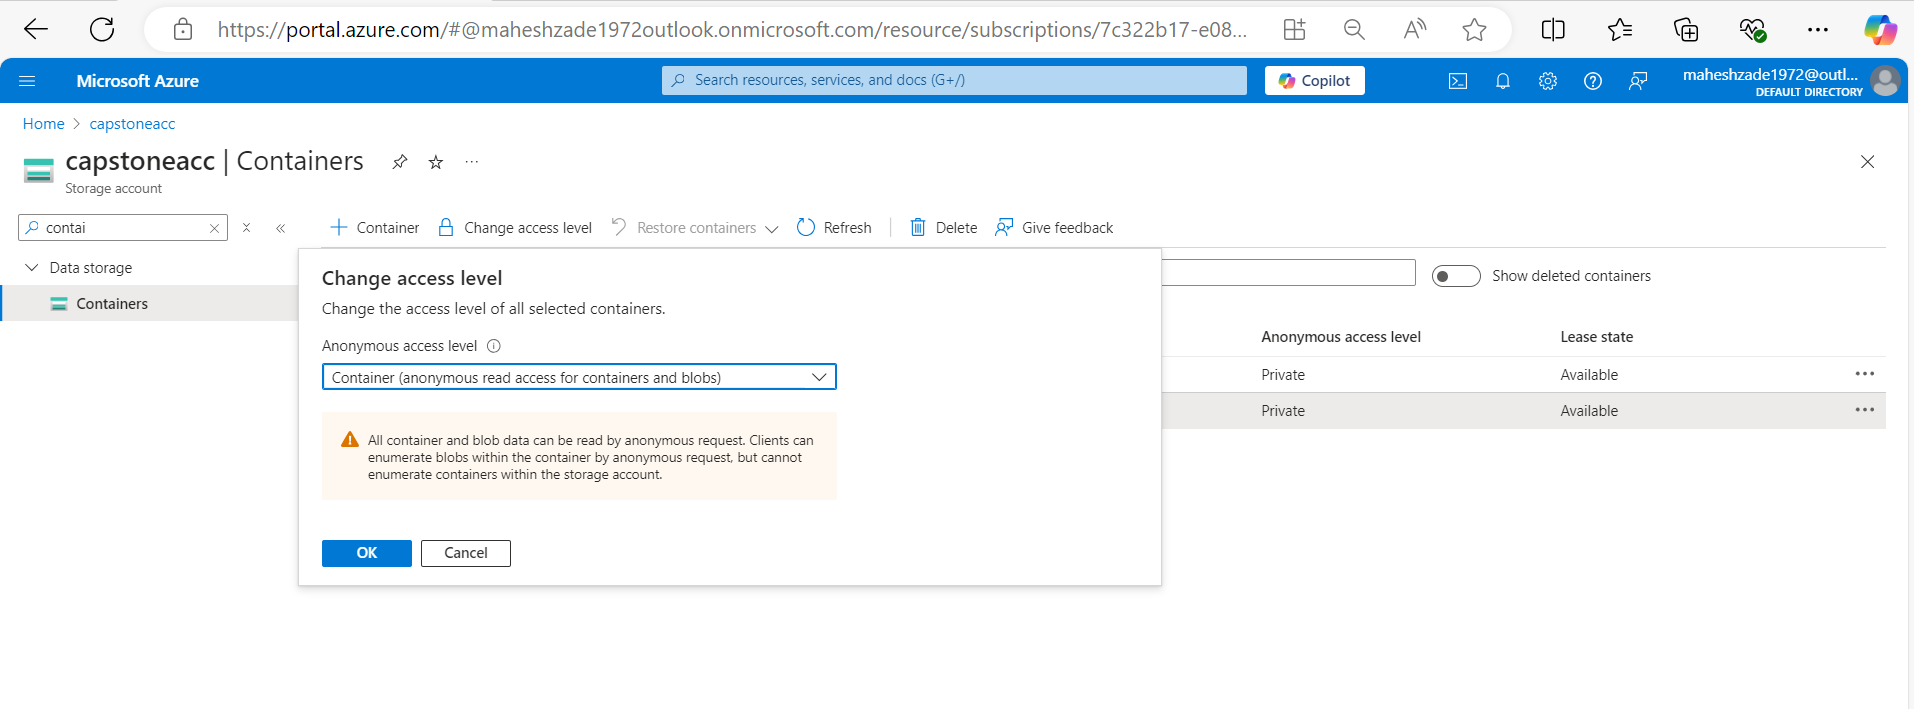 https://portal.azure.com/#@maheshzade1972outlook.onmicrosoft.com/resource/subscriptions/7c322b17-e08...
Microsoft Azure
Search resources, services, and docs (G+/)
Copilot
maheshzade1972@outl...
DEFAULT DIRECTORY
Home > capstoneacc
capstoneacc | Containers
Storage account
contai
Container
Change access level
Restore containers
Refresh
Delete
Give feedback
Data storage
Containers
Change access level
Change the access level of all selected containers.
Anonymous access level
Container (anonymous read access for containers and blobs)
All container and blob data can be read by anonymous request. Clients can
enumerate blobs within the container by anonymous request, but cannot
enumerate containers within the storage account.
OK
Cancel
Show deleted containers
Anonymous access level
Lease state
Private
Available
Private
Available